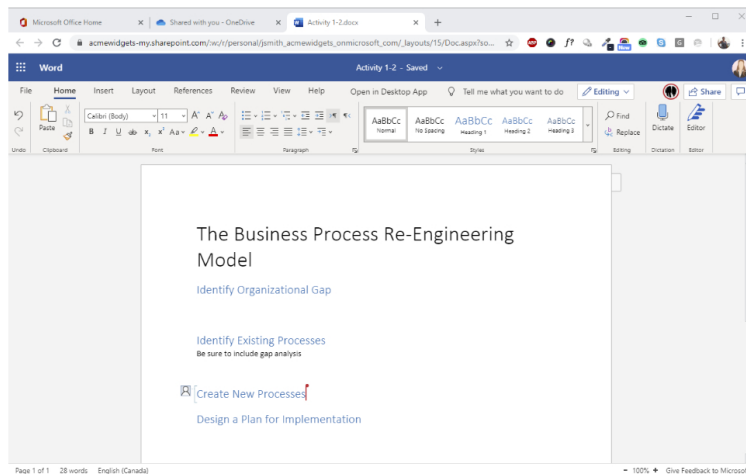 Microsoft Office Home
Shared with you - OneDrive
Activity 1-2.docx
acmewidgets-my.sharepoint.com/:w:/r/personal/jsmith_acmewidgets_onmicrosoft_com/_layouts/15/Doc.aspx?so...
New
Word
Activity 1-2 - Saved
File Home Insert Layout References Review View Help Open in Desktop App Tell me what you want to do Editing Share
Paste
Calibri (Body) 11
AaBbCc AaBbCc AaBbCc AaBbCc AaBbCc
Normal No Spacing Heading 1 Heading 2 Heading 3
Find
Replace
Dictate
Editor
Undo Clipboard Font Paragraph Styles Editing Dictation Editor
The Business Process Re-Engineering
Model
Identify Organizational Gap
Identify Existing Processes
Be sure to include gap analysis
Create New Processes
Design a Plan for Implementation
Page 1 of 1 28 words English (Canada) 100% Give Feedback to Microsoft